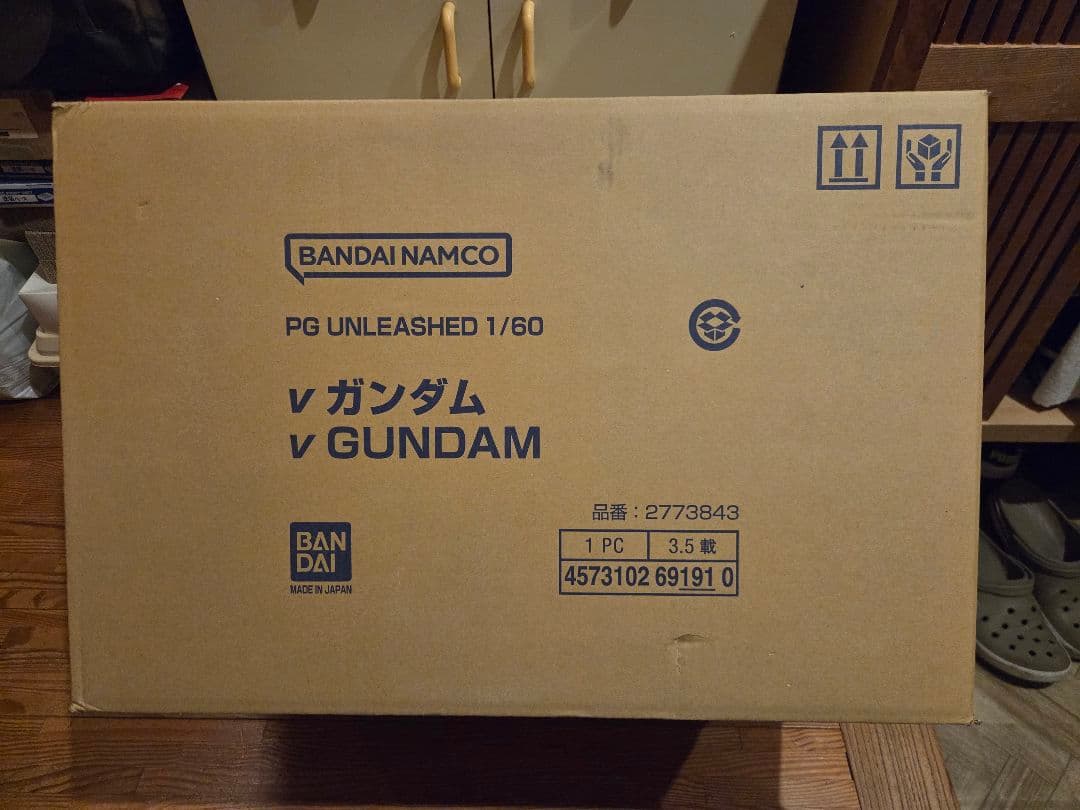 BANDAI NAMCO
PG UNLEASHED 1/60
ν ガンダム
ν GUNDAM
品番：2773843
1 PC 3.5 載
4573102 69191 0
BAN
DAI
MADE IN JAPAN